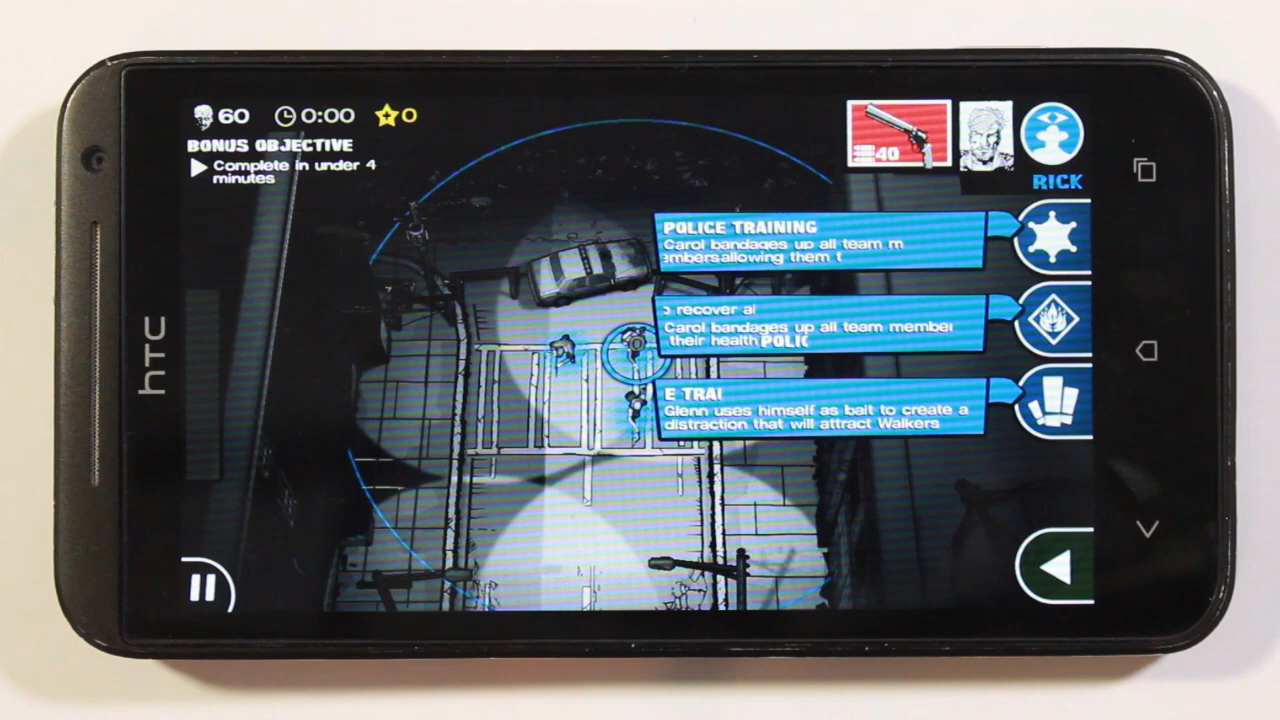 60 0:00 0
BONUS OBJECTIVE
Complete in under 4
minutes
40
RICK
POLICE TRAINING
Carol bandages up all team m
embersallowing them t
o recover al
Carol bandages up all team member
their healthPOLIC
E TRAI
Glenn uses himself as bait to create a
distraction that will attract Walkers
hTC